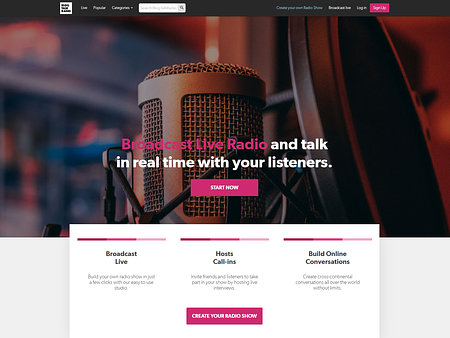 BLOG
TALK
RADIO
Live
Popular
Categories
Create your own Radio Show
Broadcast live
Log in
Sign Up
Broadcast Live Radio and talk
in real time with your listeners.
START NOW
Broadcast
Live
Hosts
Call-ins
Build Online
Conversations
Build your own radio show in just
a few clicks with our easy to use
studio
Invite friends and listeners to take
part in your show by hosting live
interviews
Create cross-continental
conversations all over the world
without limits.
CREATE YOUR RADIO SHOW